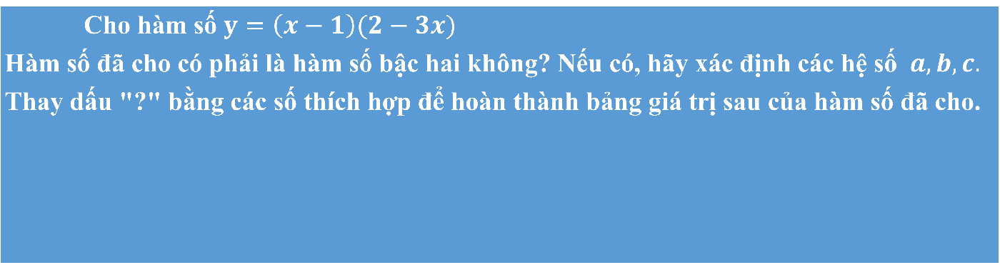 Cho hàm số y = (x − 1)(2 − 3x)
Hàm số đã cho có phải là hàm số bậc hai không? Nếu có, hãy xác định các hệ số a, b, c.
Thay dấu "?" bằng các số thích hợp để hoàn thành bảng giá trị sau của hàm số đã cho.